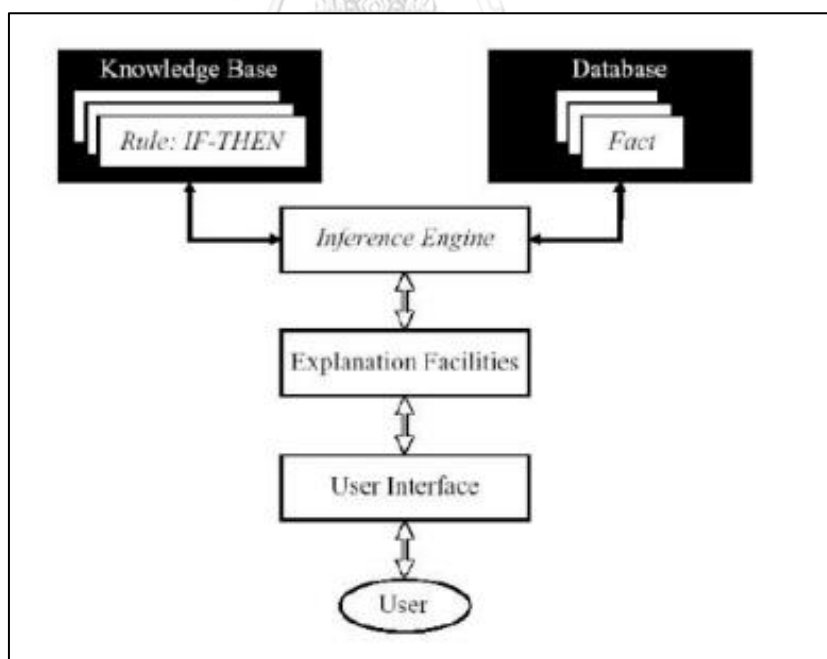 Knowledge Base
Rule: IF-THEN
Database
Fact
Inference Engine
Explanation Facilities
User Interface
User